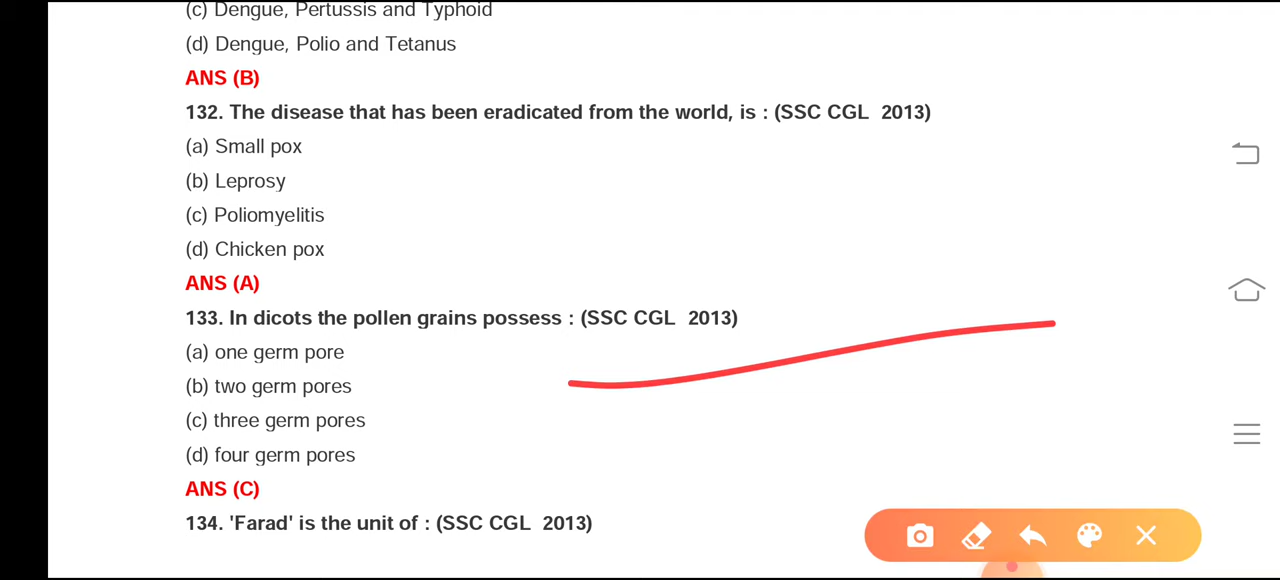 (c) Dengue, Pertussis and Typhoid
(d) Dengue, Polio and Tetanus
ANS (B)
132. The disease that has been eradicated from the world, is : (SSC CGL  2013)
(a) Small pox
(b) Leprosy
(c) Poliomyelitis
(d) Chicken pox
ANS (A)
133. In dicots the pollen grains possess : (SSC CGL  2013)
(a) one germ pore
(b) two germ pores
(c) three germ pores
(d) four germ pores
ANS (C)
134. 'Farad' is the unit of : (SSC CGL  2013)